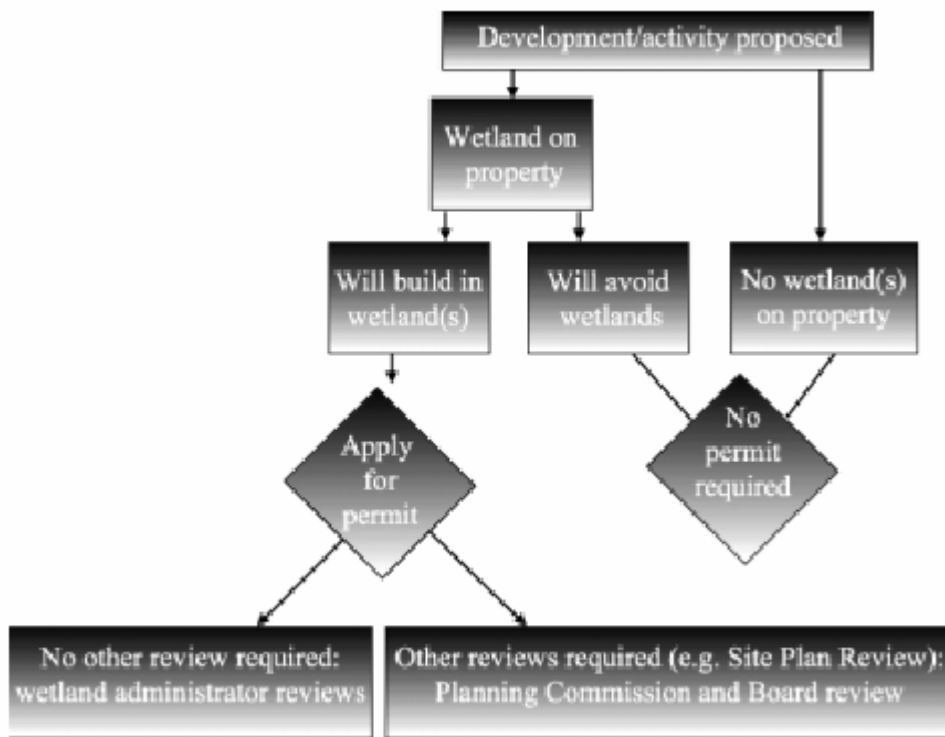 Development/activity proposed
Wetland on
property
Will build in
wetland(s)
Will avoid
wetlands
No wetland(s)
on property
Apply
for
permit
No
permit
required
No other review required:
wetland administrator reviews
Other reviews required (e.g. Site Plan Review):
Planning Commission and Board review